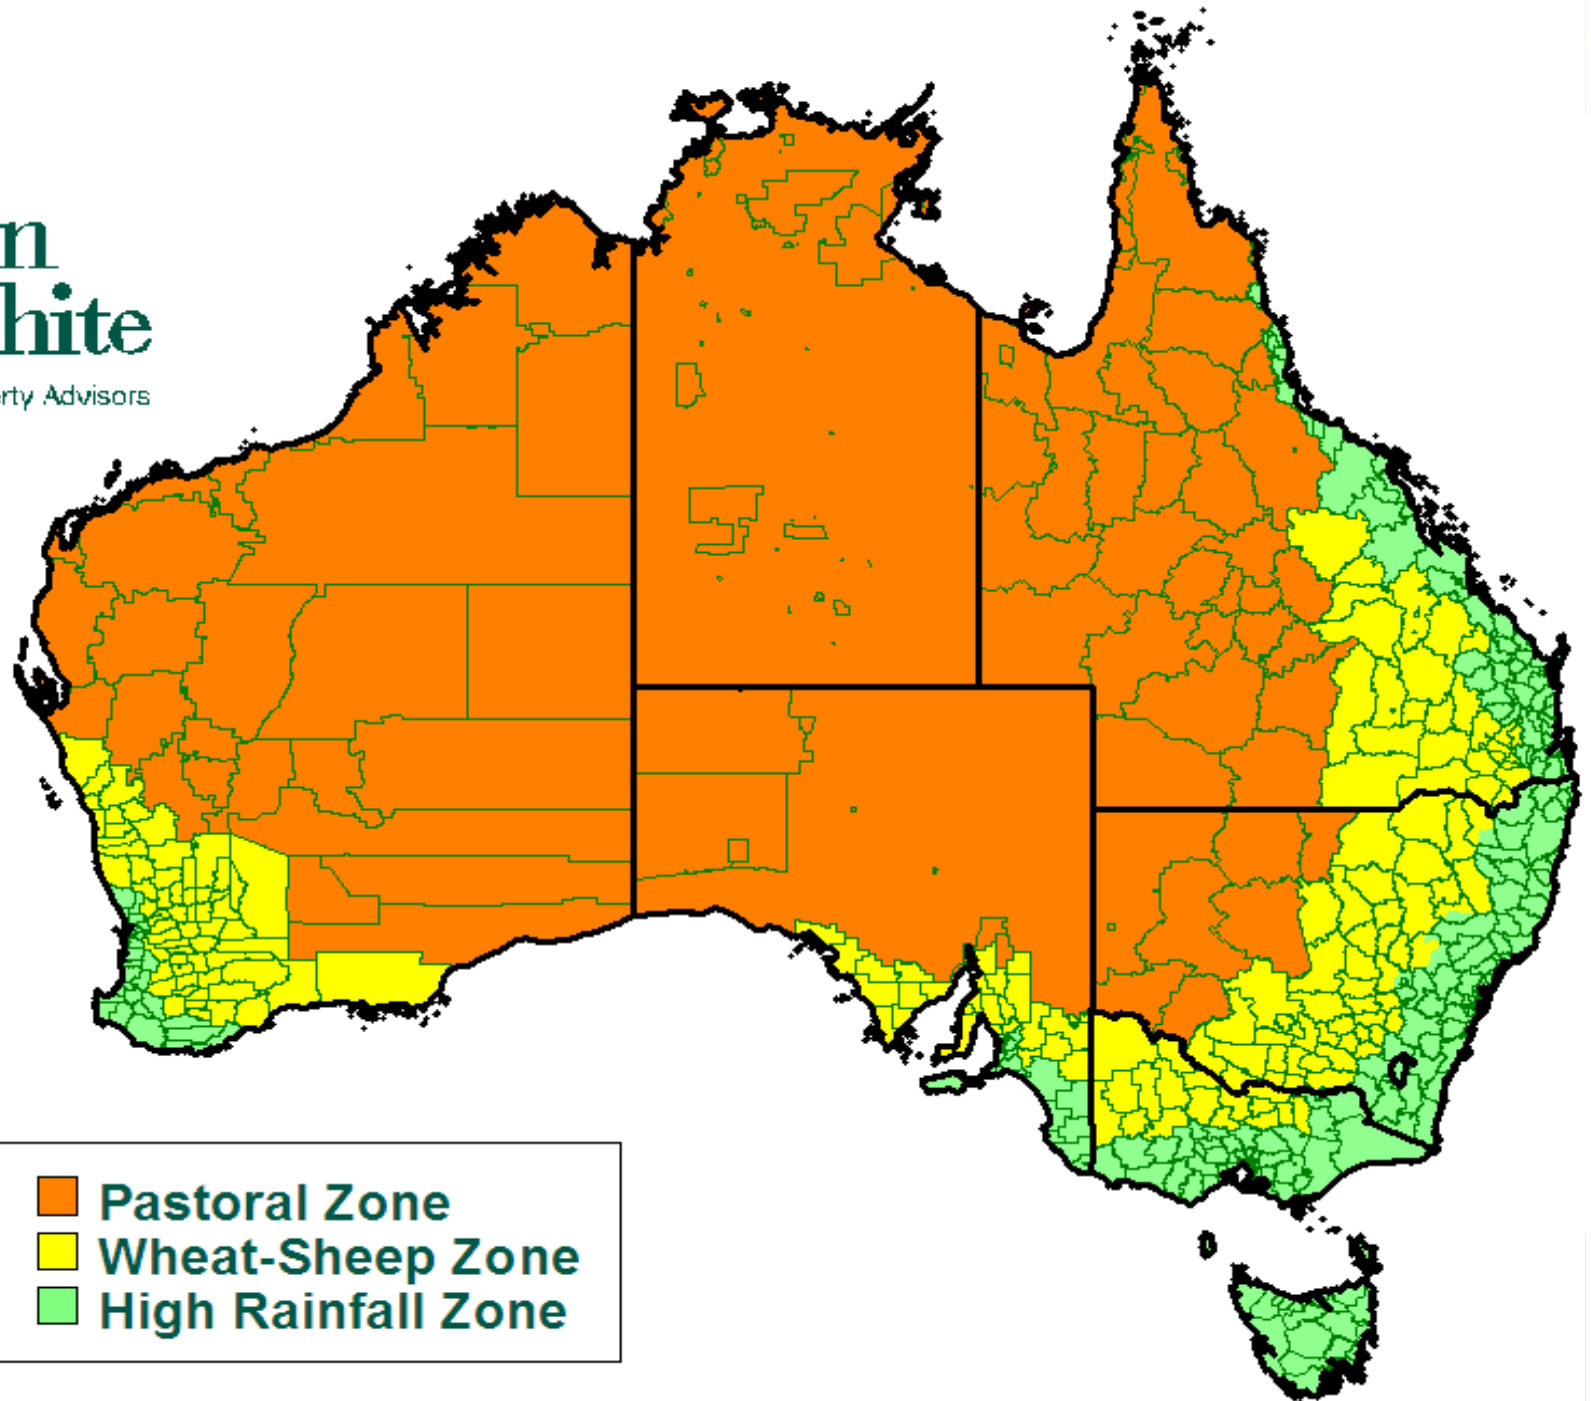 n
hite
rty Advisors
Pastoral Zone
Wheat-Sheep Zone
High Rainfall Zone